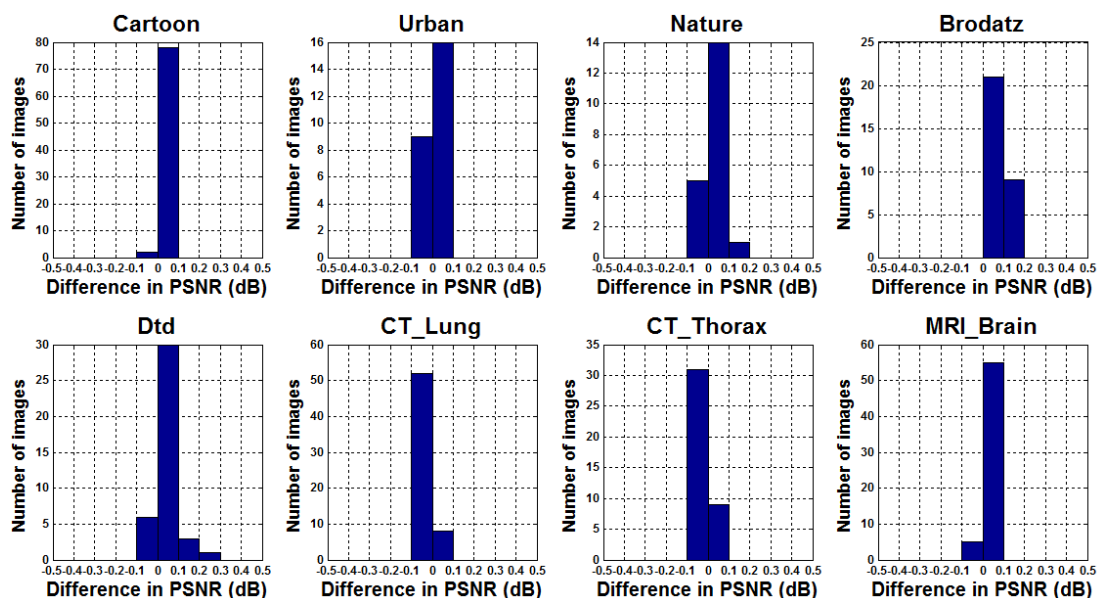 Cartoon Urban Nature Brodatz
Number of images
80
70
60
50
40
30
20
10
0
-0.5-0.4-0.3-0.2-0.1 0 0.1 0.2 0.3 0.4 0.5
Difference in PSNR (dB)
Number of images
16
14
12
10
8
6
4
2
0
-0.5-0.4-0.3-0.2-0.1 0 0.1 0.2 0.3 0.4 0.5
Difference in PSNR (dB)
Number of images
14
12
10
8
6
4
2
0
-0.5-0.4-0.3-0.2-0.1 0 0.1 0.2 0.3 0.4 0.5
Difference in PSNR (dB)
Number of images
25
20
15
10
5
0
-0.5-0.4-0.3-0.2-0.1 0 0.1 0.2 0.3 0.4 0.5
Difference in PSNR (dB)
Dtd CT_Lung CT_Thorax MRI_Brain
Number of images
30
25
20
15
10
5
0
-0.5-0.4-0.3-0.2-0.1 0 0.1 0.2 0.3 0.4 0.5
Difference in PSNR (dB)
Number of images
60
50
40
30
20
10
0
-0.5-0.4-0.3-0.2-0.1 0 0.1 0.2 0.3 0.4 0.5
Difference in PSNR (dB)
Number of images
35
30
25
20
15
10
5
0
-0.5-0.4-0.3-0.2-0.1 0 0.1 0.2 0.3 0.4 0.5
Difference in PSNR (dB)
Number of images
60
50
40
30
20
10
0
-0.5-0.4-0.3-0.2-0.1 0 0.1 0.2 0.3 0.4 0.5
Difference in PSNR (dB)